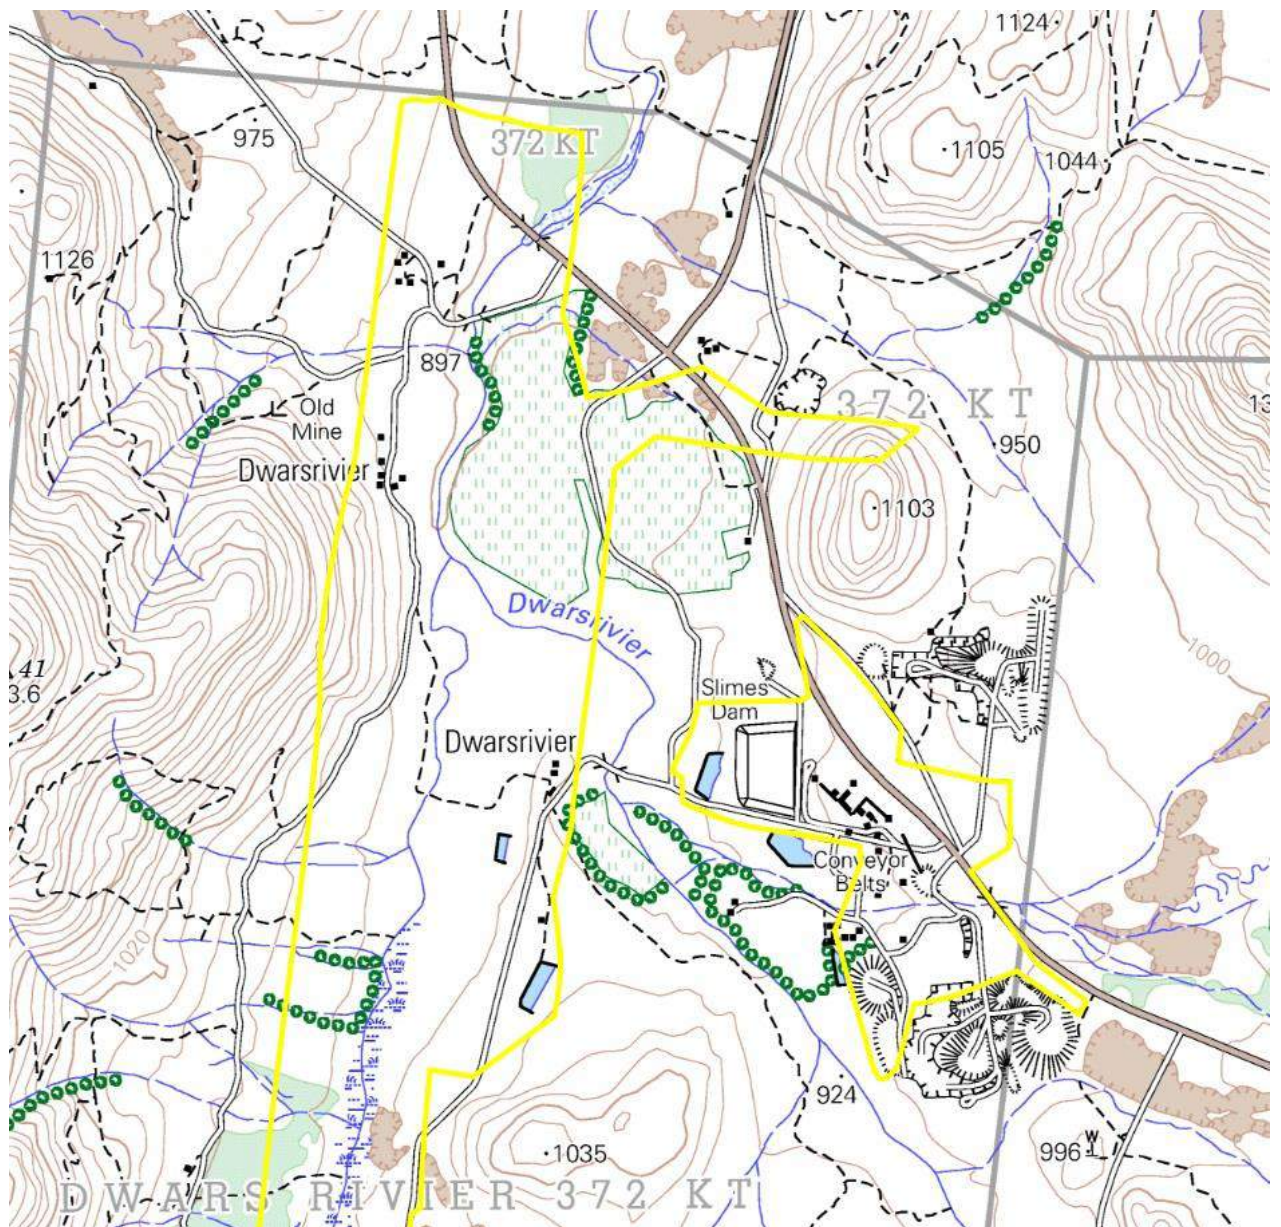 1124
372 KT
975
1105
1044
1126
897
372 KT
13
Old
Mine
950
Dwarsrivier
1103
Dwarsrivier
1000
41
3.6
Slimes
Dam
Dwarsrivier
Conveyor
Belts
1020
924
1035
W
996
DWARS RIVIER 372 KT